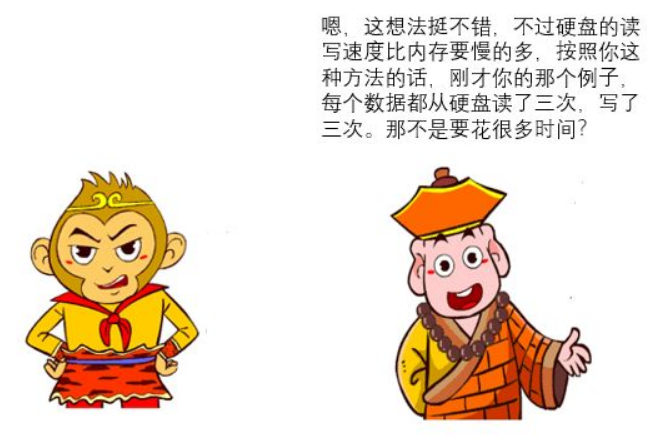 嗯，这想法挺不错，不过硬盘的读
写速度比内存要慢的多，按照你这
种方法的话，刚才你的那个例子，
每个数据都从硬盘读了三次，写了
三次。那不是要花很多时间？